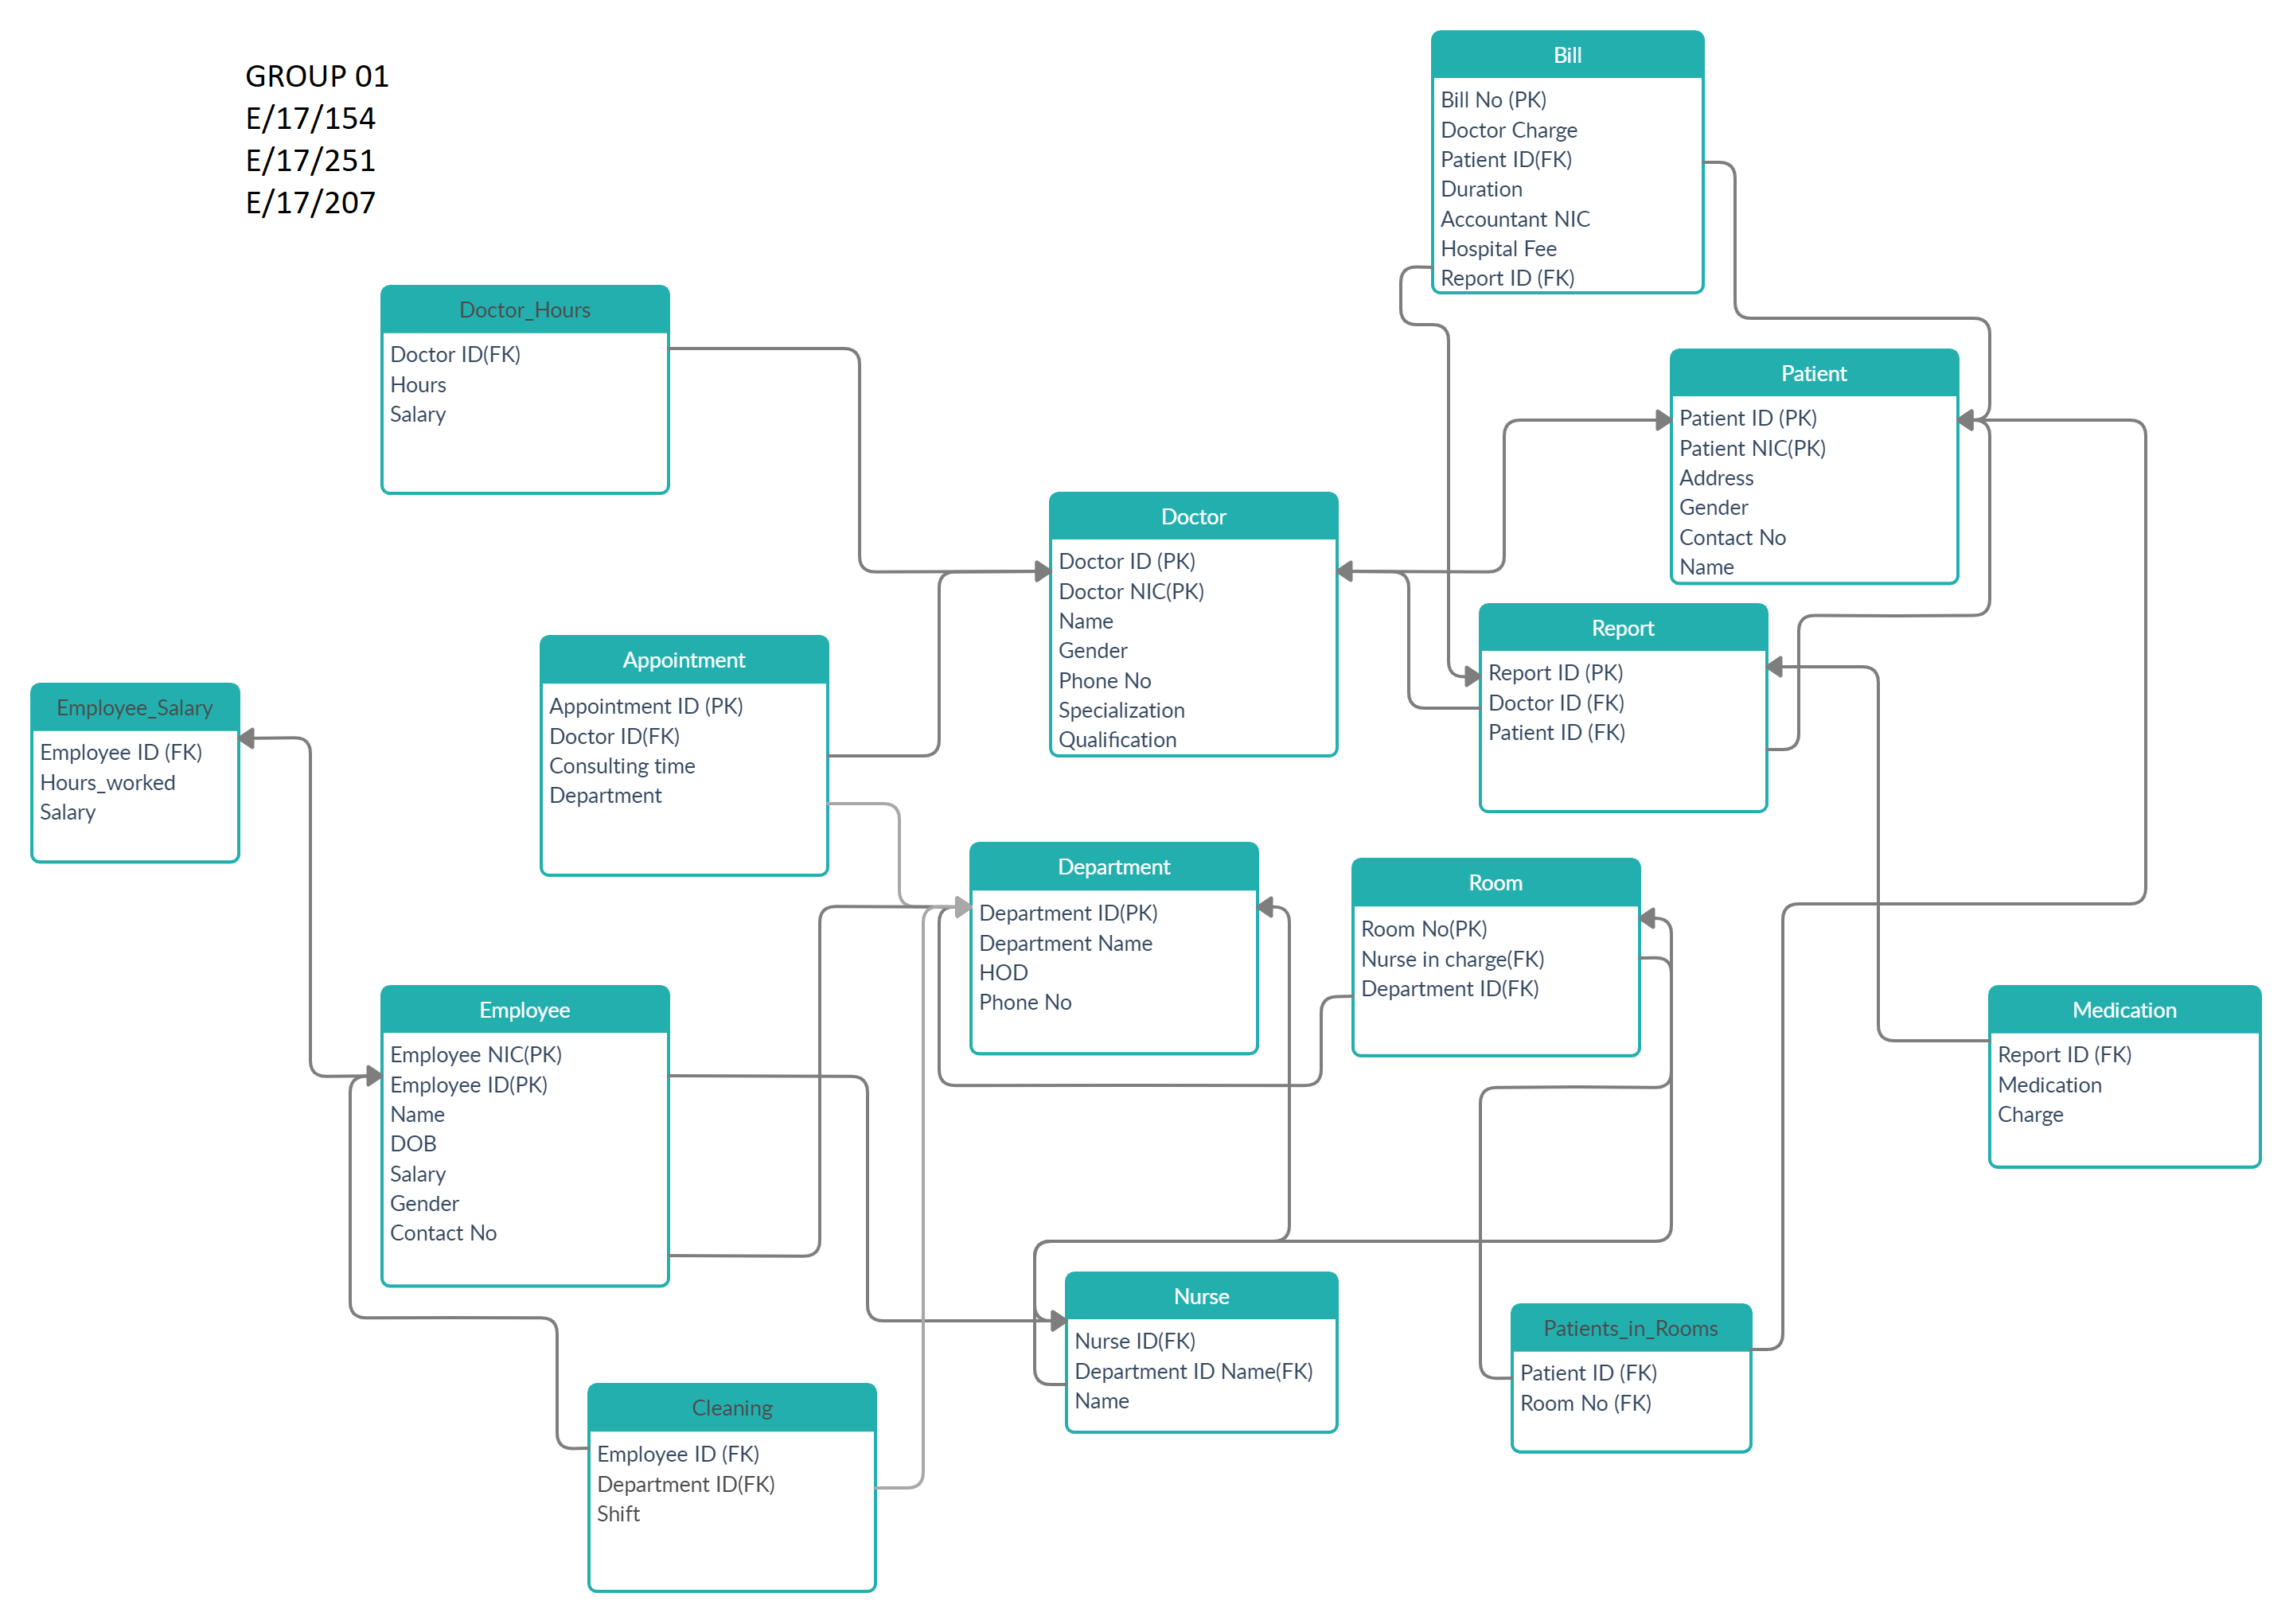 GROUP 01
E/17/154
E/17/251
E/17/207
Bill
Bill No (PK)
Doctor Charge
Patient ID(FK)
Duration
Accountant NIC
Hospital Fee
Report ID (FK)
Doctor_Hours
Doctor ID(FK)
Hours
Salary
Patient
Patient ID (PK)
Patient NIC(PK)
Address
Gender
Contact No
Name
Doctor
Doctor ID (PK)
Doctor NIC(PK)
Name
Gender
Phone No
Specialization
Qualification
Report
Report ID (PK)
Doctor ID (FK)
Patient ID (FK)
Appointment
Appointment ID (PK)
Doctor ID(FK)
Consulting time
Department
Employee_Salary
Employee ID (FK)
Hours_worked
Salary
Department
Department ID(PK)
Department Name
HOD
Phone No
Room
Room No(PK)
Nurse in charge(FK)
Department ID(FK)
Employee
Employee NIC(PK)
Employee ID(PK)
Name
DOB
Salary
Gender
Contact No
Medication
Report ID (FK)
Medication
Charge
Nurse
Nurse ID(FK)
Department ID Name(FK)
Name
Patients_in_Rooms
Patient ID (FK)
Room No (FK)
Cleaning
Employee ID (FK)
Department ID(FK)
Shift